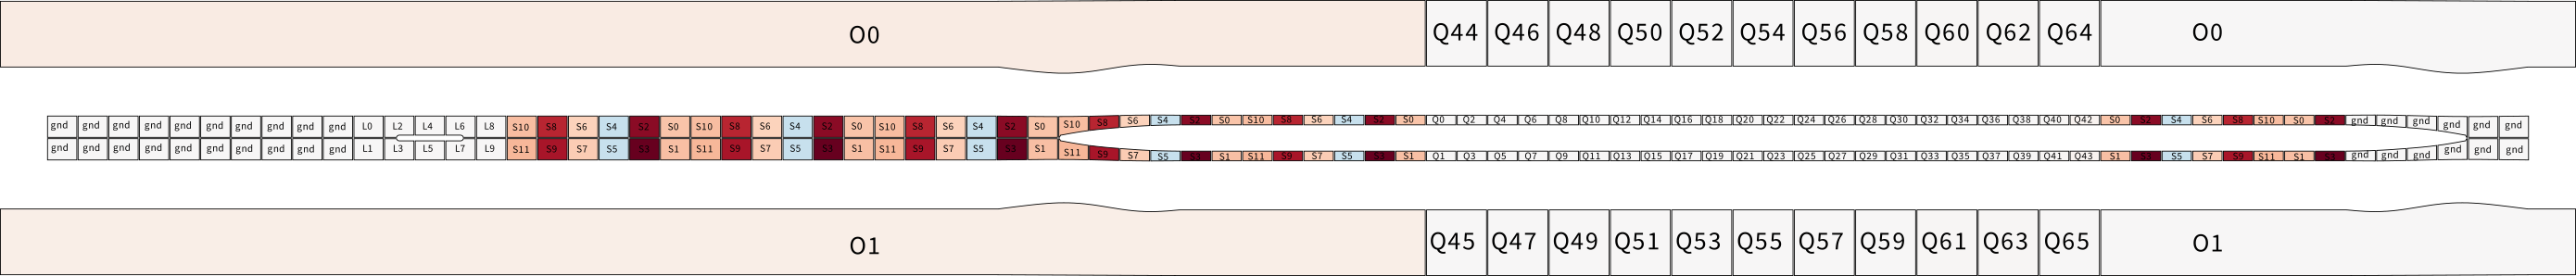 O0 Q44 Q46 Q48 Q50 Q52 Q54 Q56 Q58 Q60 Q62 Q64 O0
gnd gnd gnd gnd gnd gnd gnd gnd gnd gnd L0 L2 L4 L6 L8 S10 S8 S6 S4 S2 S0 S10 S8 S6 S4 S2 S0 S10 S8 S6 S4 S2 S0 S10 S8 S6 S4 S2 S0 S10 S8 S6 S4 S2 S0 Q0 Q2 Q4 Q6 Q8 Q10 Q12 Q14 Q16 Q18 Q20 Q22 Q24 Q26 Q28 Q30 Q32 Q34 Q36 Q38 Q40 Q42 S0 S2 S4 S6 S8 S10 S0 S2 gnd gnd gnd gnd gnd gnd
gnd gnd gnd gnd gnd gnd gnd gnd gnd gnd L1 L3 L5 L7 L9 S11 S9 S7 S5 S3 S1 S11 S9 S7 S5 S3 S1 S11 S9 S7 S5 S3 S1 S11 S9 S7 S5 S3 S1 S11 S9 S7 S5 S3 S1 Q1 Q3 Q5 Q7 Q9 Q11 Q13 Q15 Q17 Q19 Q21 Q23 Q25 Q27 Q29 Q31 Q33 Q35 Q37 Q39 Q41 Q43 S1 S3 S5 S7 S9 S11 S1 S3 gnd gnd gnd gnd gnd gnd
O1 Q45 Q47 Q49 Q51 Q53 Q55 Q57 Q59 Q61 Q63 Q65 O1